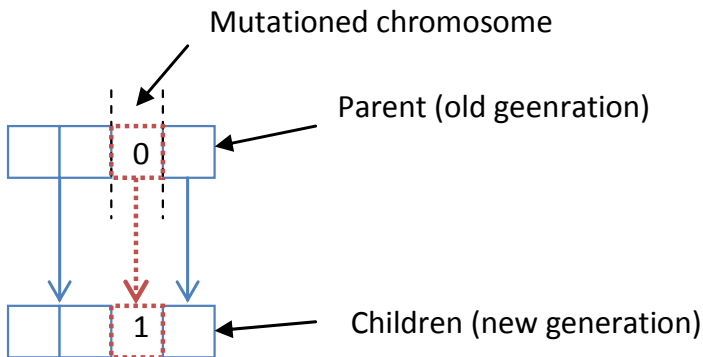 Mutationed chromosome
Parent (old geenration)
0
1
Children (new generation)